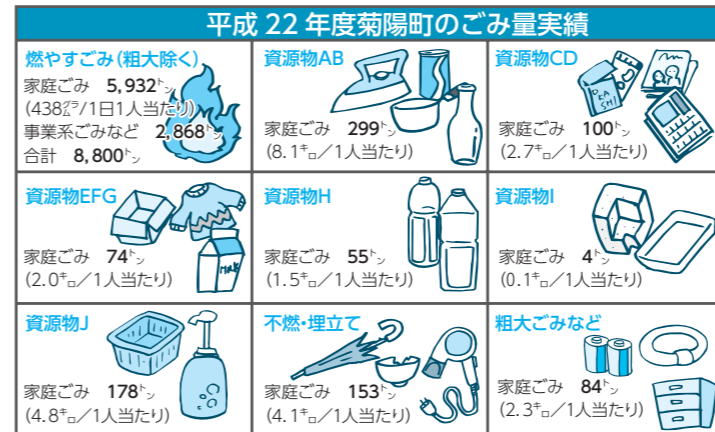 平成 22 年度菊陽町のごみ量実績
燃やすごみ(粗大除く)
家庭ごみ 5,932㌧
(438㌘/1日1人当たり)
事業系ごみなど 2,868㌧
合計 8,800㌧
資源物AB
家庭ごみ 299㌧
(8.1㌔/1人当たり)
資源物CD
家庭ごみ 100㌧
(2.7㌔/1人当たり)
資源物EFG
家庭ごみ 74㌧
(2.0㌔/1人当たり)
MILK
資源物H
家庭ごみ 55㌧
(1.5㌔/1人当たり)
資源物I
家庭ごみ 4㌧
(0.1㌔/1人当たり)
資源物J
家庭ごみ 178㌧
(4.8㌔/1人当たり)
不燃・埋立て
家庭ごみ 153㌧
(4.1㌔/1人当たり)
粗大ごみなど
家庭ごみ 84㌧
(2.3㌔/1人当たり)